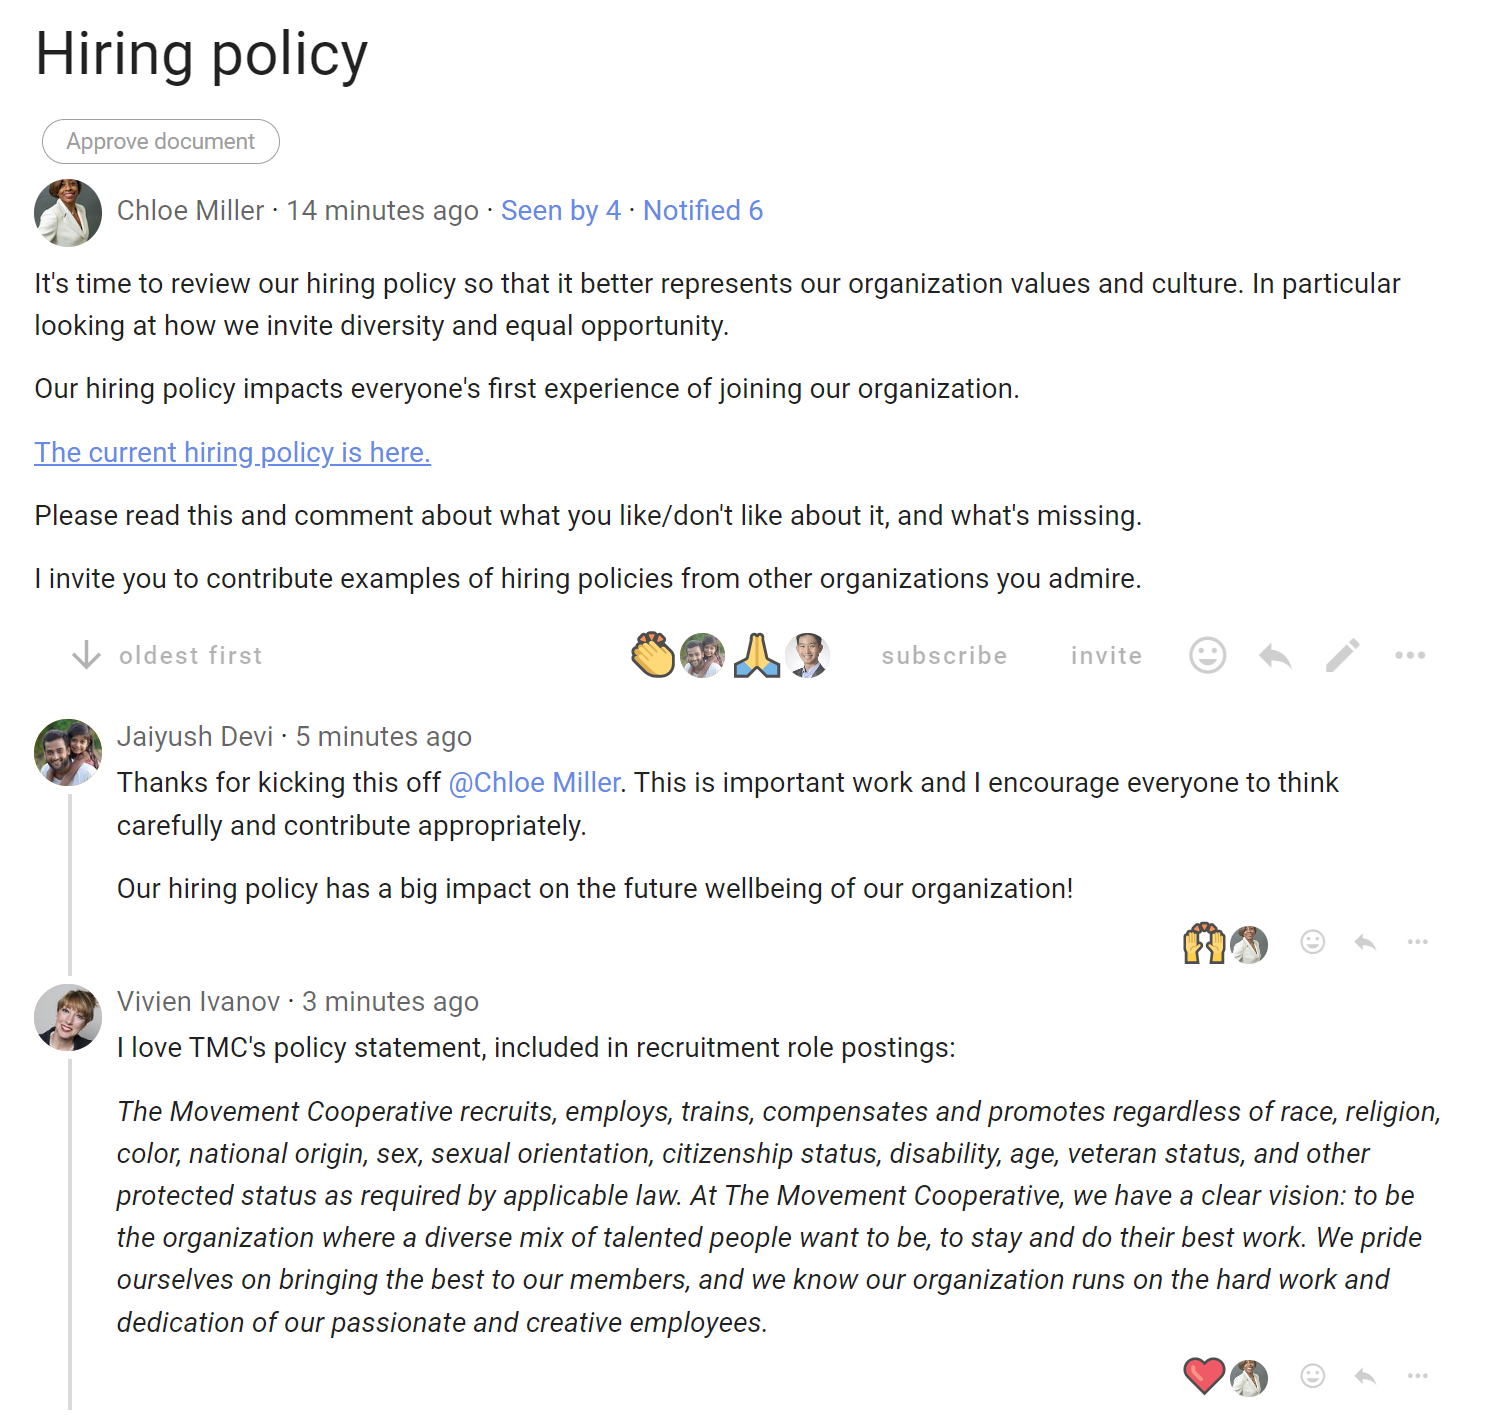 Hiring policy
Approve document
Chloe Miller · 14 minutes ago · Seen by 4 · Notified 6
It's time to review our hiring policy so that it better represents our organization values and culture. In particular
looking at how we invite diversity and equal opportunity.
Our hiring policy impacts everyone's first experience of joining our organization.
The current hiring policy is here.
Please read this and comment about what you like/don't like about it, and what's missing.
I invite you to contribute examples of hiring policies from other organizations you admire.
oldest first subscribe invite
Jaiyush Devi · 5 minutes ago
Thanks for kicking this off @Chloe Miller. This is important work and I encourage everyone to think
carefully and contribute appropriately.
Our hiring policy has a big impact on the future wellbeing of our organization!
Vivien Ivanov · 3 minutes ago
I love TMC's policy statement, included in recruitment role postings:
The Movement Cooperative recruits, employs, trains, compensates and promotes regardless of race, religion,
color, national origin, sex, sexual orientation, citizenship status, disability, age, veteran status, and other
protected status as required by applicable law. At The Movement Cooperative, we have a clear vision: to be
the organization where a diverse mix of talented people want to be, to stay and do their best work. We pride
ourselves on bringing the best to our members, and we know our organization runs on the hard work and
dedication of our passionate and creative employees.